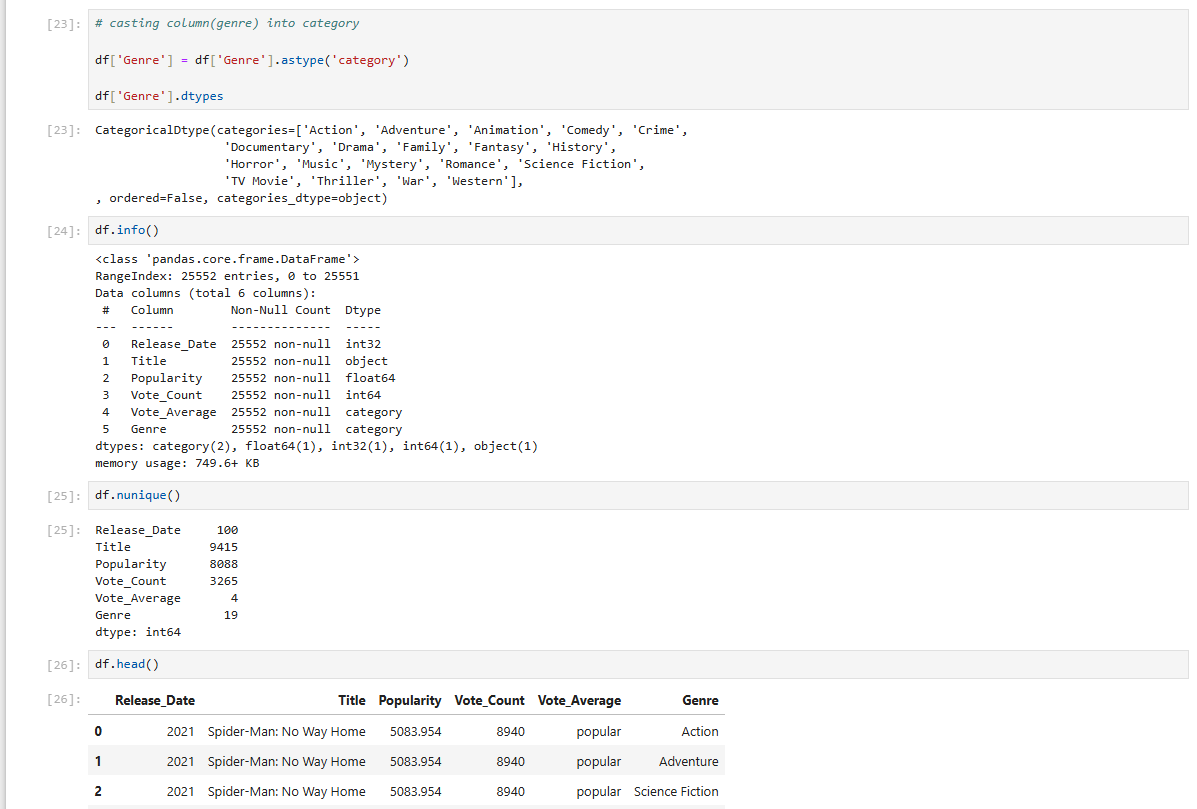 [23]: # casting column(genre) into category
df['Genre'] = df['Genre'].astype('category')
df['Genre'].dtypes
[23]: CategoricalDtype(categories=['Action', 'Adventure', 'Animation', 'Comedy', 'Crime',
'Documentary', 'Drama', 'Family', 'Fantasy', 'History',
'Horror', 'Music', 'Mystery', 'Romance', 'Science Fiction',
'TV Movie', 'Thriller', 'War', 'Western'],
, ordered=False, categories_dtype=object)
[24]: df.info()
<class 'pandas.core.frame.DataFrame'>
RangeIndex: 25552 entries, 0 to 25551
Data columns (total 6 columns):
# Column Non-Null Count Dtype
--- ------ -------------- -----
0 Release_Date 25552 non-null int32
1 Title 25552 non-null object
2 Popularity 25552 non-null float64
3 Vote_Count 25552 non-null int64
4 Vote_Average 25552 non-null category
5 Genre 25552 non-null category
dtypes: category(2), float64(1), int32(1), int64(1), object(1)
memory usage: 749.6+ KB
[25]: df.nunique()
[25]: Release_Date 100
Title 9415
Popularity 8088
Vote_Count 3265
Vote_Average 4
Genre 19
dtype: int64
[26]: df.head()
[26]: Release_Date Title Popularity Vote_Count Vote_Average Genre
0 2021 Spider-Man: No Way Home 5083.954 8940 popular Action
1 2021 Spider-Man: No Way Home 5083.954 8940 popular Adventure
2 2021 Spider-Man: No Way Home 5083.954 8940 popular Science Fiction